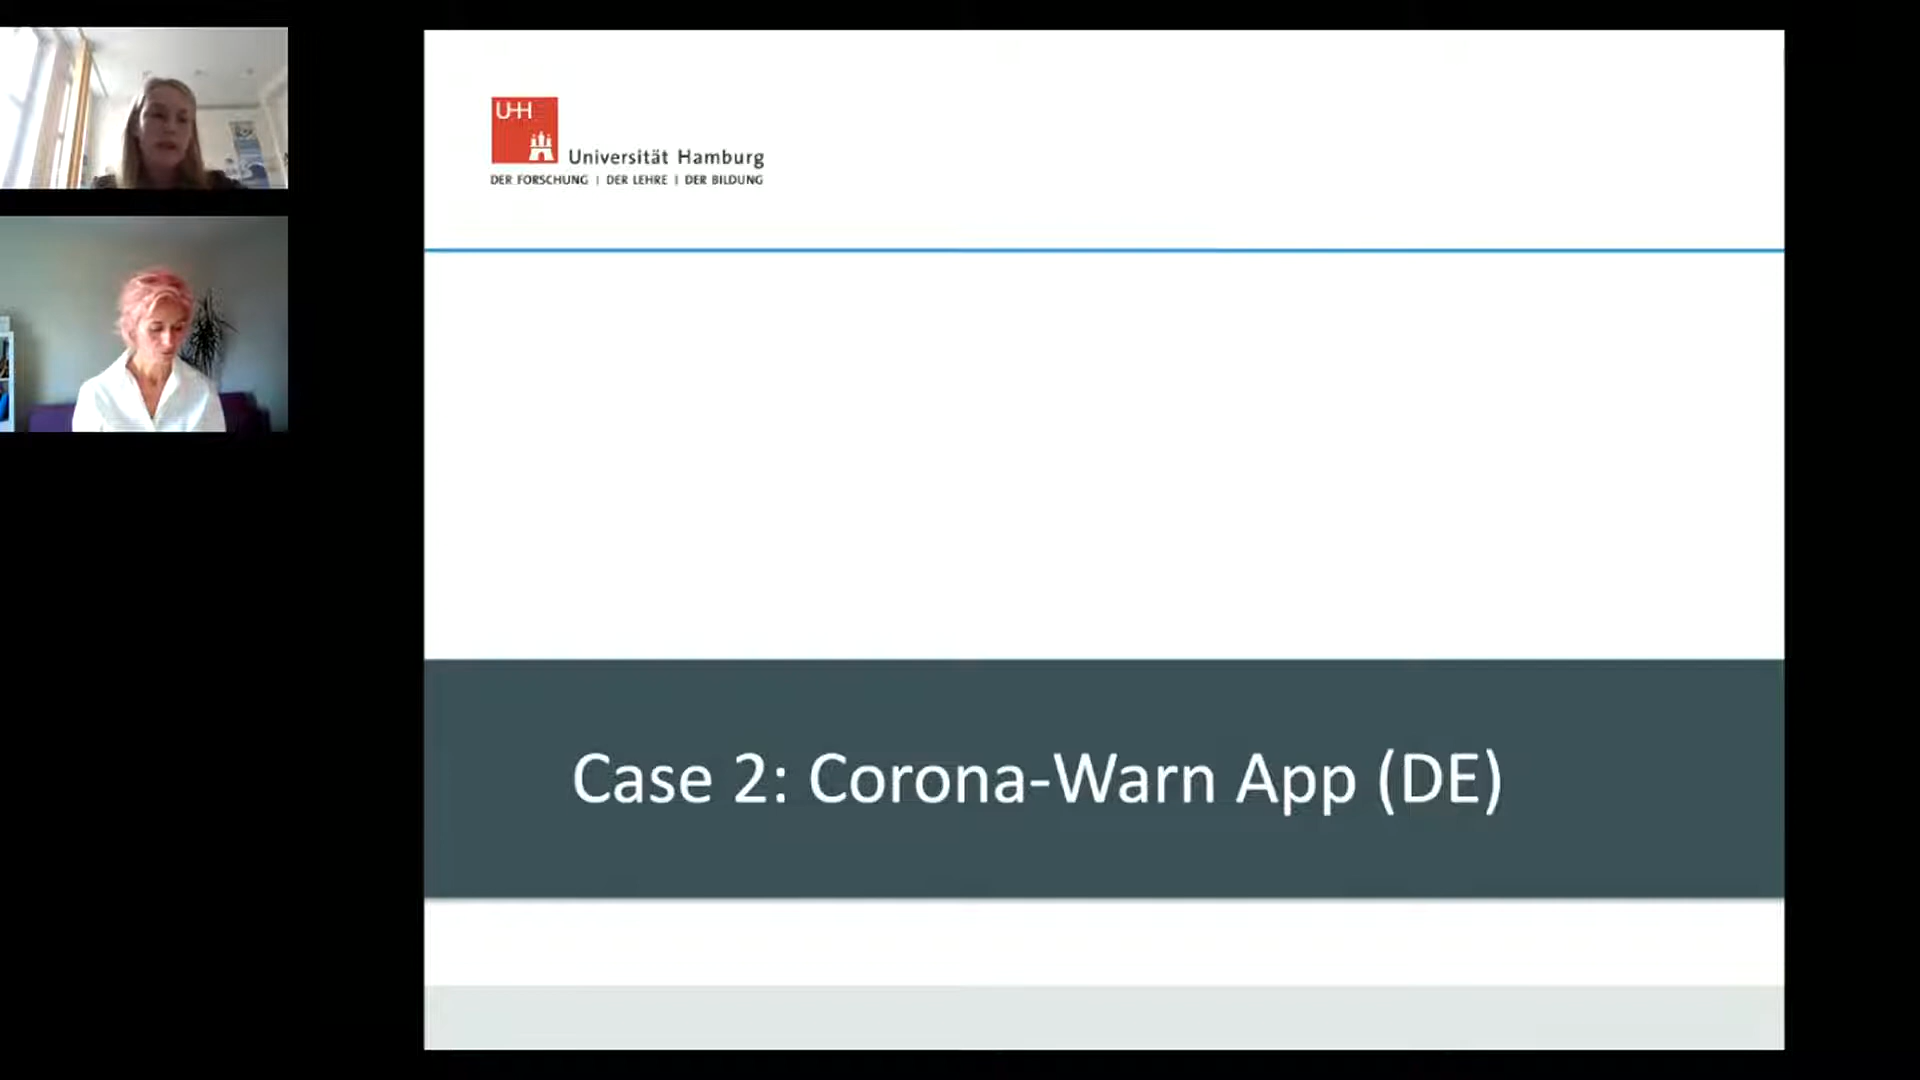 UHH
Universität Hamburg
DER FORSCHUNG | DER LEHRE | DER BILDUNG
Case 2: Corona-Warn App (DE)